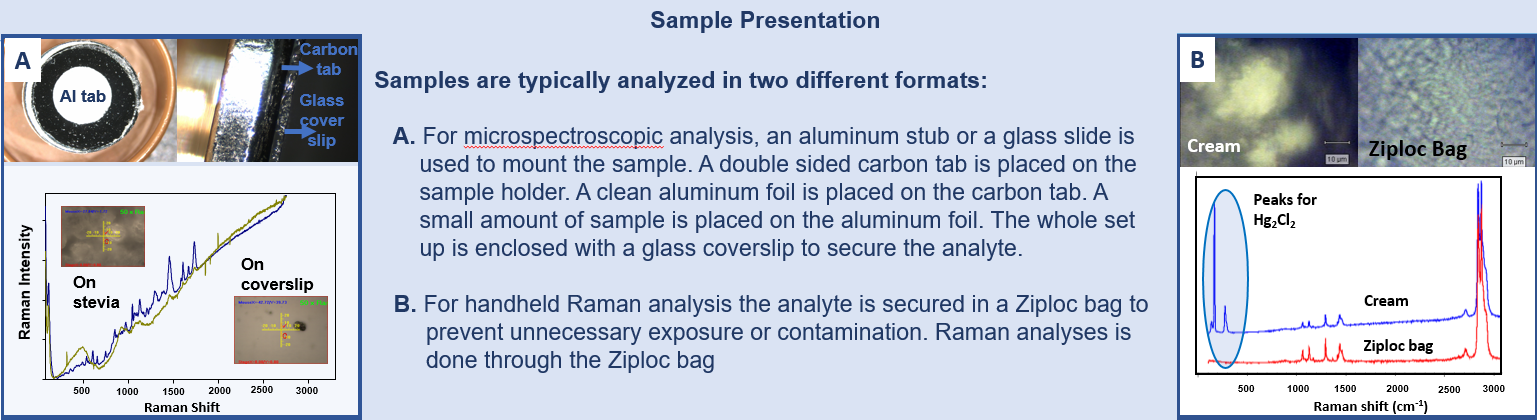 Sample Presentation
A
Al tab
Carbon
tab
Glass
cover
slip
Raman Intensity
On
stevia
On
coverslip
500 1000 1500 2000 2500 3000
Raman Shift
Samples are typically analyzed in two different formats:
A. For microspectroscopic analysis, an aluminum stub or a glass slide is
used to mount the sample. A double sided carbon tab is placed on the
sample holder. A clean aluminum foil is placed on the carbon tab. A
small amount of sample is placed on the aluminum foil. The whole set
up is enclosed with a glass coverslip to secure the analyte.
B. For handheld Raman analysis the analyte is secured in a Ziploc bag to
prevent unnecessary exposure or contamination. Raman analyses is
done through the Ziploc bag
B
Cream
10 µm
Ziploc Bag
10 µm
Peaks for
Hg₂Cl₂
Cream
Ziploc bag
500 1000 1500 2000 2500 3000
Raman shift (cm⁻¹)